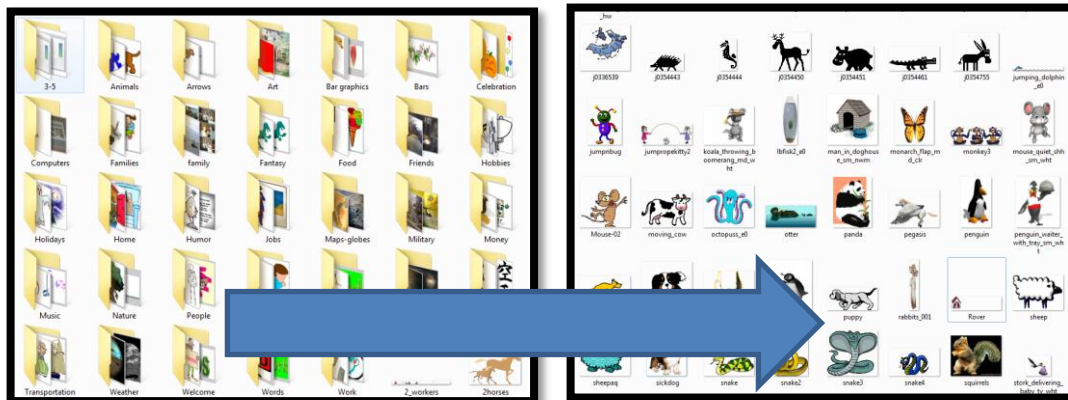 3-5 Animals Arrows Art Bar graphics Bars Celebration
Computers Families family Fantasy Food Friends Hobbies
Holidays Home Humor Jobs Maps-globes Military Money
Music Nature People
Transportation Weather Welcome Words Work 2_workers 2horses
_hw
j0336539 j0354443 j0354444 j0354450 j0354451 j0354461 j0354755 jumping_dolphin
_e0
jumpnbug jumpropekitty2 koala_throwing_b lbfisk2_e0 man_in_doghous monarch_flap_m monkey3 mouse_quiet_shh
oomerang_md_w e_sm_nwm d_clr _sm_wht
ht
Mouse-02 moving_cow octopuss_e0 otter panda pegasis penguin penguin_waiter_
with_tray_sm_wh
t
puppy rabbits_001 Rover sheep
sheepaq sickdog snake snake2 snake3 snake4 squirrels stork_delivering_
baby_ty_wht